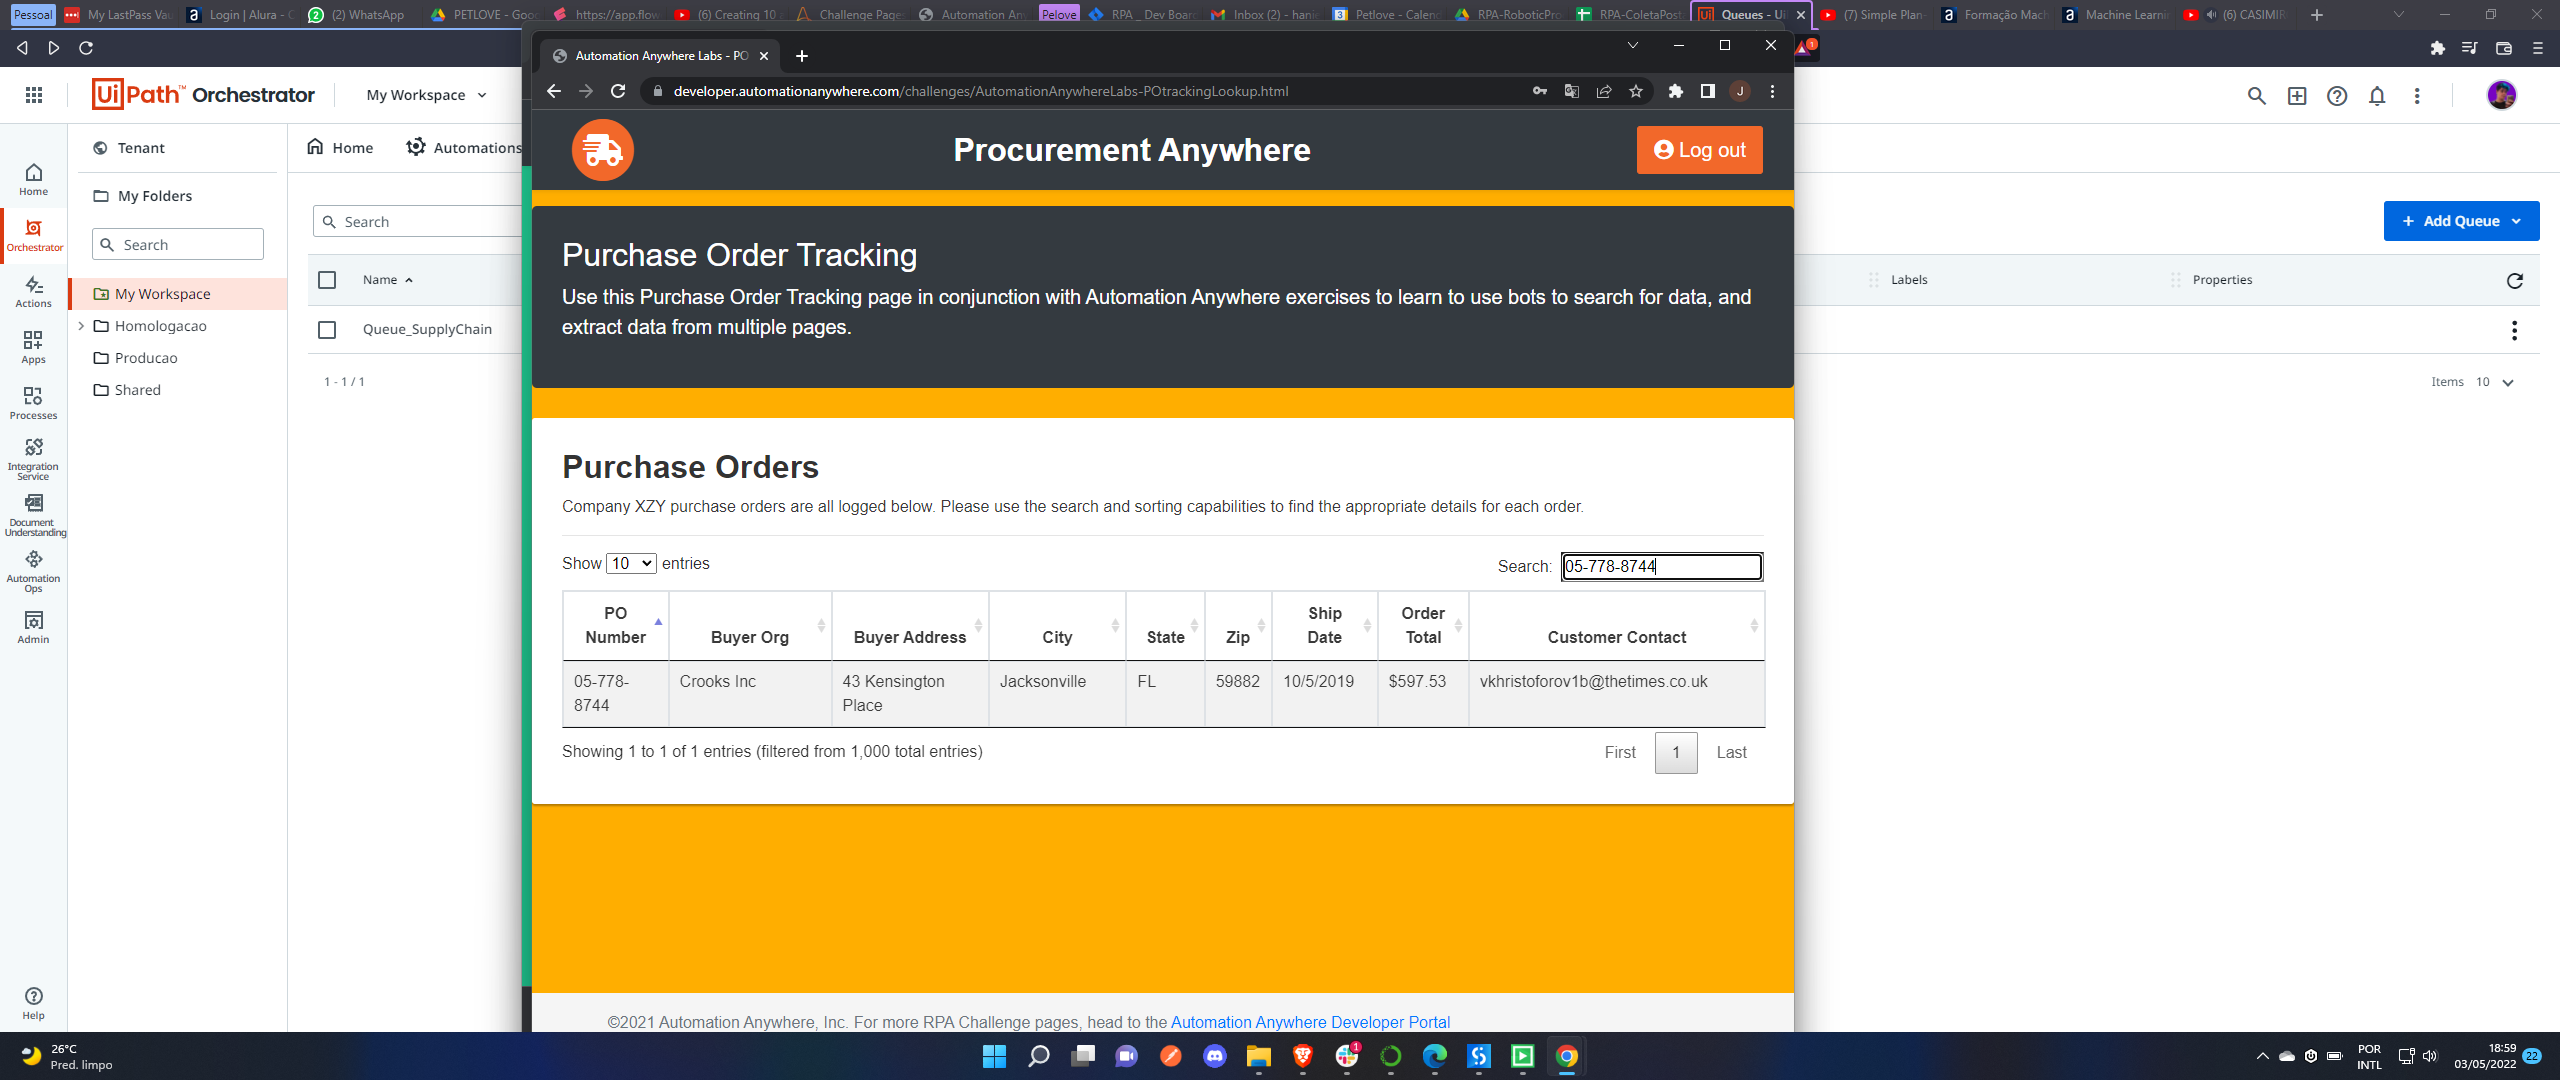 Pessoal
My LastPass Vau
Login | Alura - C
(2) WhatsApp
PETLOVE - Goo
https://app.flow
(6) Creating 10
Challenge Page
Automation An
Pelove
RPA _ Dev Board
Inbox (2) - hanie
Petlove - Calend
RPA-RoboticPro
RPA-ColetaPost
Queues - Ui
(7) Simple Plan
Formação Mach
Machine Learni
(6) CASIMIR
Automation Anywhere Labs - PO
developer.automationanywhere.com/challenges/AutomationAnywhereLabs-POtrackingLookup.html
J
1
UiPath™ Orchestrator
My Workspace
Procurement Anywhere
Log out
Tenant
Home
Automations
My Folders
Search
Search
My Workspace
Homologacao
Producao
Shared
Home
Orchestrator
Actions
Apps
Processes
Integration
Service
Document
Understanding
Automation
Ops
Admin
Help
Name
Queue_SupplyChain
1 - 1 / 1
Add Queue
Labels
Properties
Items 10
Purchase Order Tracking
Use this Purchase Order Tracking page in conjunction with Automation Anywhere exercises to learn to use bots to search for data, and
extract data from multiple pages.
Purchase Orders
Company XZY purchase orders are all logged below. Please use the search and sorting capabilities to find the appropriate details for each order.
Show 10 entries
Search: 05-778-8744
PO Number
Buyer Org
Buyer Address
City
State
Zip
Ship Date
Order Total
Customer Contact
05-778-8744
Crooks Inc
43 Kensington Place
Jacksonville
FL
59882
10/5/2019
$597.53
vkhristoforov1b@thetimes.co.uk
Showing 1 to 1 of 1 entries (filtered from 1,000 total entries)
First 1 Last
©2021 Automation Anywhere, Inc. For more RPA Challenge pages, head to the Automation Anywhere Developer Portal
26°C
Pred. limpo
1
POR
INTL
18:59
03/05/2022
22